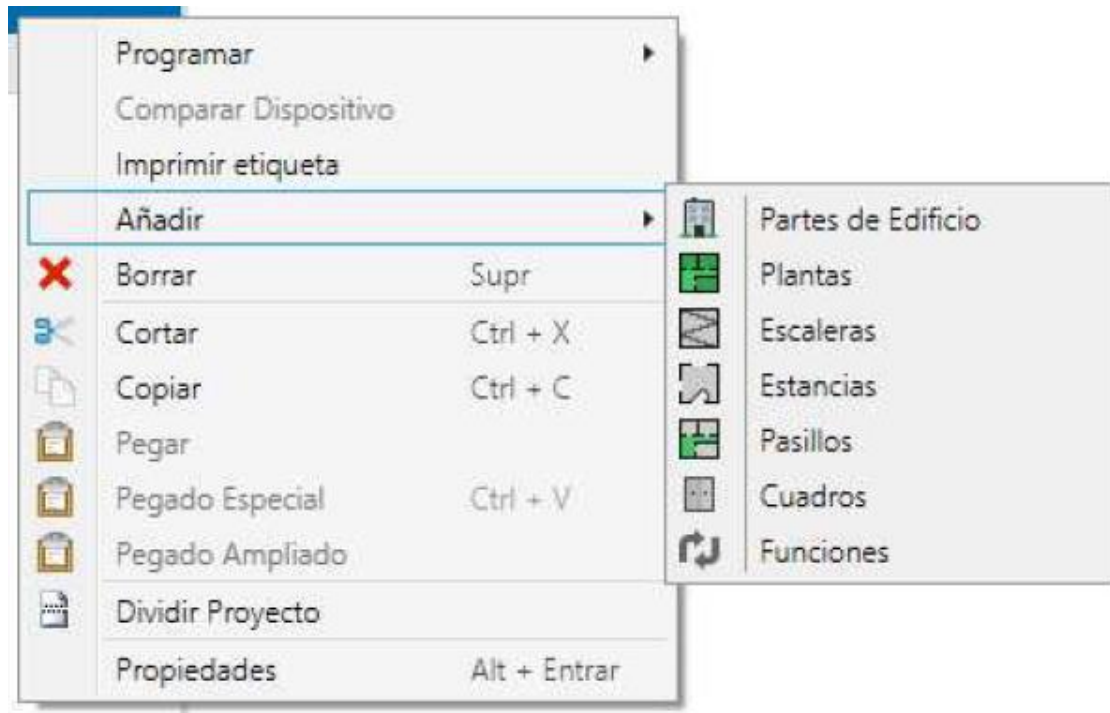 Programar
Comparar Dispositivo
Imprimir etiqueta
Añadir
Borrar Supr
Cortar Ctrl + X
Copiar Ctrl + C
Pegar
Pegado Especial Ctrl + V
Pegado Ampliado
Dividir Proyecto
Propiedades Alt + Entrar
Partes de Edificio
Plantas
Escaleras
Estancias
Pasillos
Cuadros
Funciones